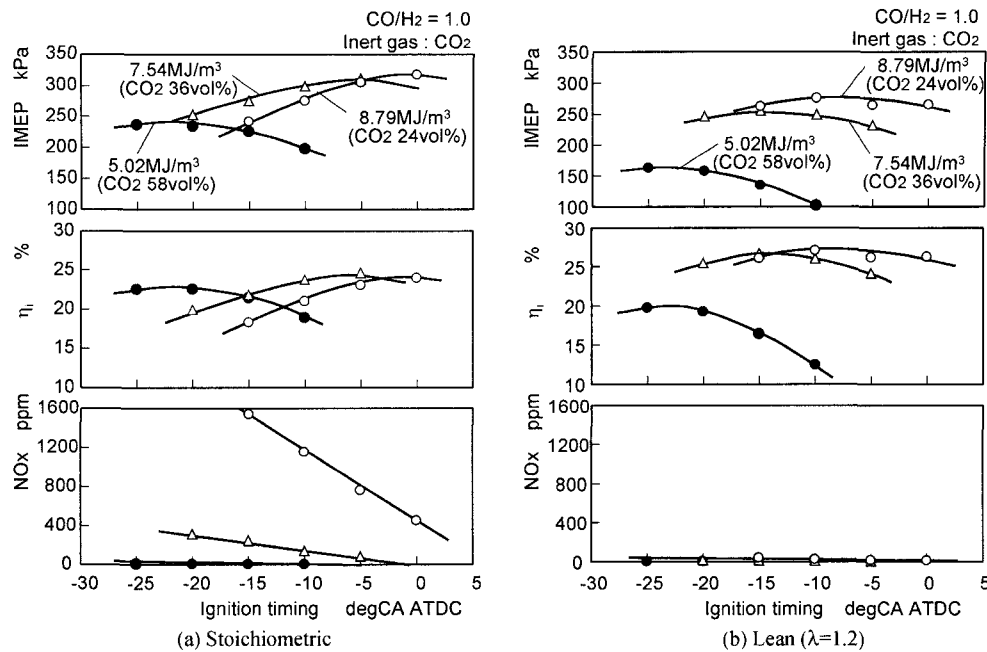 CO/H2 = 1.0
Inert gas : CO2
IMEP kPa
350
300
250
200
150
100
7.54MJ/m3
(CO2 36vol%)
8.79MJ/m3
(CO2 24vol%)
5.02MJ/m3
(CO2 58vol%)
ηi %
30
25
20
15
10
NOx ppm
1600
1200
800
400
0
-30 -25 -20 -15 -10 -5 0 5
Ignition timing degCA ATDC
(a) Stoichiometric
CO/H2 = 1.0
Inert gas : CO2
IMEP kPa
350
300
250
200
150
100
8.79MJ/m3
(CO2 24vol%)
5.02MJ/m3
(CO2 58vol%)
7.54MJ/m3
(CO2 36vol%)
ηi %
30
25
20
15
10
NOx ppm
1600
1200
800
400
0
-30 -25 -20 -15 -10 -5 0 5
Ignition timing degCA ATDC
(b) Lean (λ=1.2)